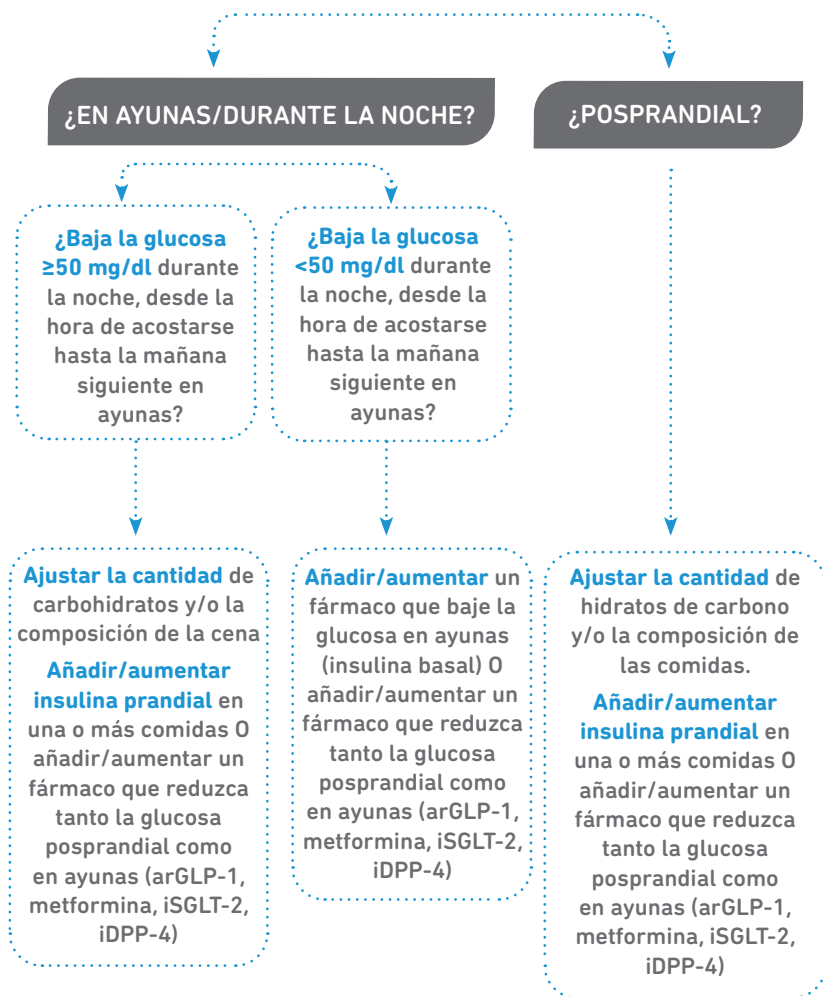 ¿EN AYUNAS/DURANTE LA NOCHE?
¿POSPRANDIAL?
¿Baja la glucosa
≥50 mg/dl durante
la noche, desde la
hora de acostarse
hasta la mañana
siguiente en
ayunas?
¿Baja la glucosa
<50 mg/dl durante
la noche, desde la
hora de acostarse
hasta la mañana
siguiente en
ayunas?
Ajustar la cantidad de
carbohidratos y/o la
composición de la cena
Añadir/aumentar
insulina prandial en
una o más comidas O
añadir/aumentar un
fármaco que reduzca
tanto la glucosa
posprandial como
en ayunas (arGLP-1,
metformina, iSGLT-2,
iDPP-4)
Añadir/aumentar un
fármaco que baje la
glucosa en ayunas
(insulina basal) O
añadir/aumentar un
fármaco que reduzca
tanto la glucosa
posprandial como
en ayunas (arGLP-1,
metformina, iSGLT-2,
iDPP-4)
Ajustar la cantidad de
hidratos de carbono
y/o la composición de
las comidas.
Añadir/aumentar
insulina prandial en
una o más comidas O
añadir/aumentar un
fármaco que reduzca
tanto la glucosa
posprandial como
en ayunas (arGLP-1,
metformina, iSGLT-2,
iDPP-4)